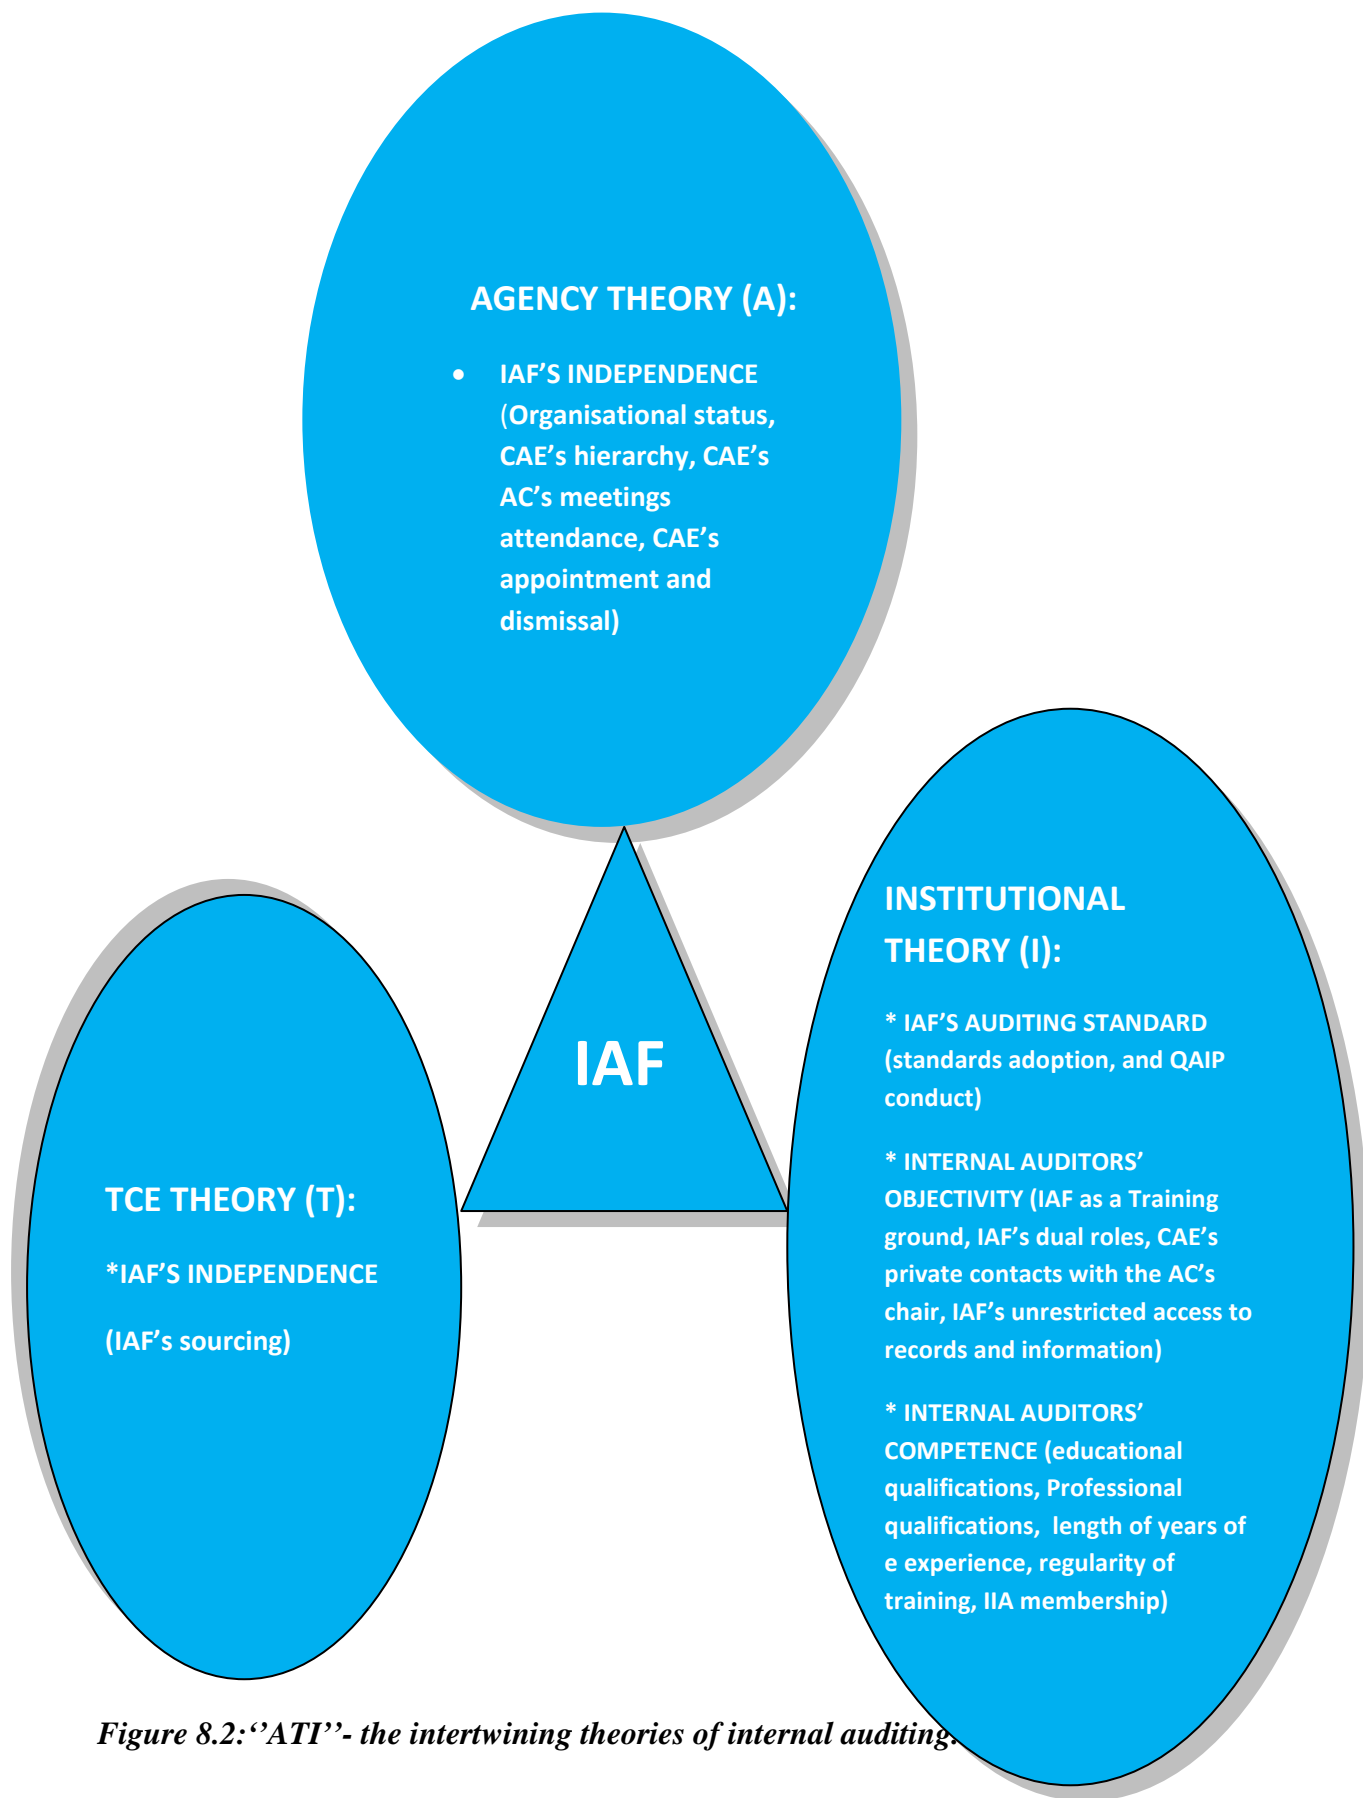 AGENCY THEORY (A):
• IAF’S INDEPENDENCE
(Organisational status,
CAE’s hierarchy, CAE’s
AC’s meetings
attendance, CAE’s
appointment and
dismissal)
IAF
TCE THEORY (T):
*IAF’S INDEPENDENCE
(IAF’s sourcing)
INSTITUTIONAL
THEORY (I):
* IAF’S AUDITING STANDARD
(standards adoption, and QAIP
conduct)
* INTERNAL AUDITORS’
OBJECTIVITY (IAF as a Training
ground, IAF’s dual roles, CAE’s
private contacts with the AC’s
chair, IAF’s unrestricted access to
records and information)
* INTERNAL AUDITORS’
COMPETENCE (educational
qualifications, Professional
qualifications, length of years of
e experience, regularity of
training, IIA membership)
Figure 8.2:‘’ATI’’- the intertwining theories of internal auditing.